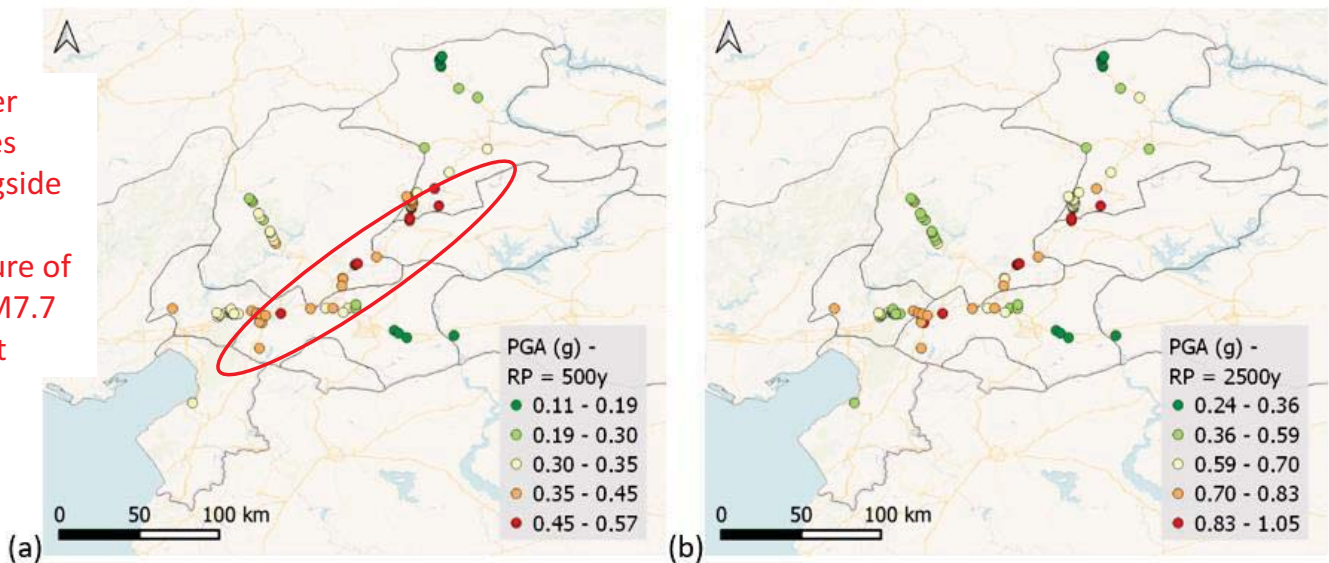 er
es
gside
ure of
M7.7
t
PGA (g) -
RP = 500y
0.11 - 0.19
0.19 - 0.30
0.30 - 0.35
0.35 - 0.45
0.45 - 0.57
0 50 100 km
(a)
PGA (g) -
RP = 2500y
0.24 - 0.36
0.36 - 0.59
0.59 - 0.70
0.70 - 0.83
0.83 - 1.05
0 50 100 km
(b)